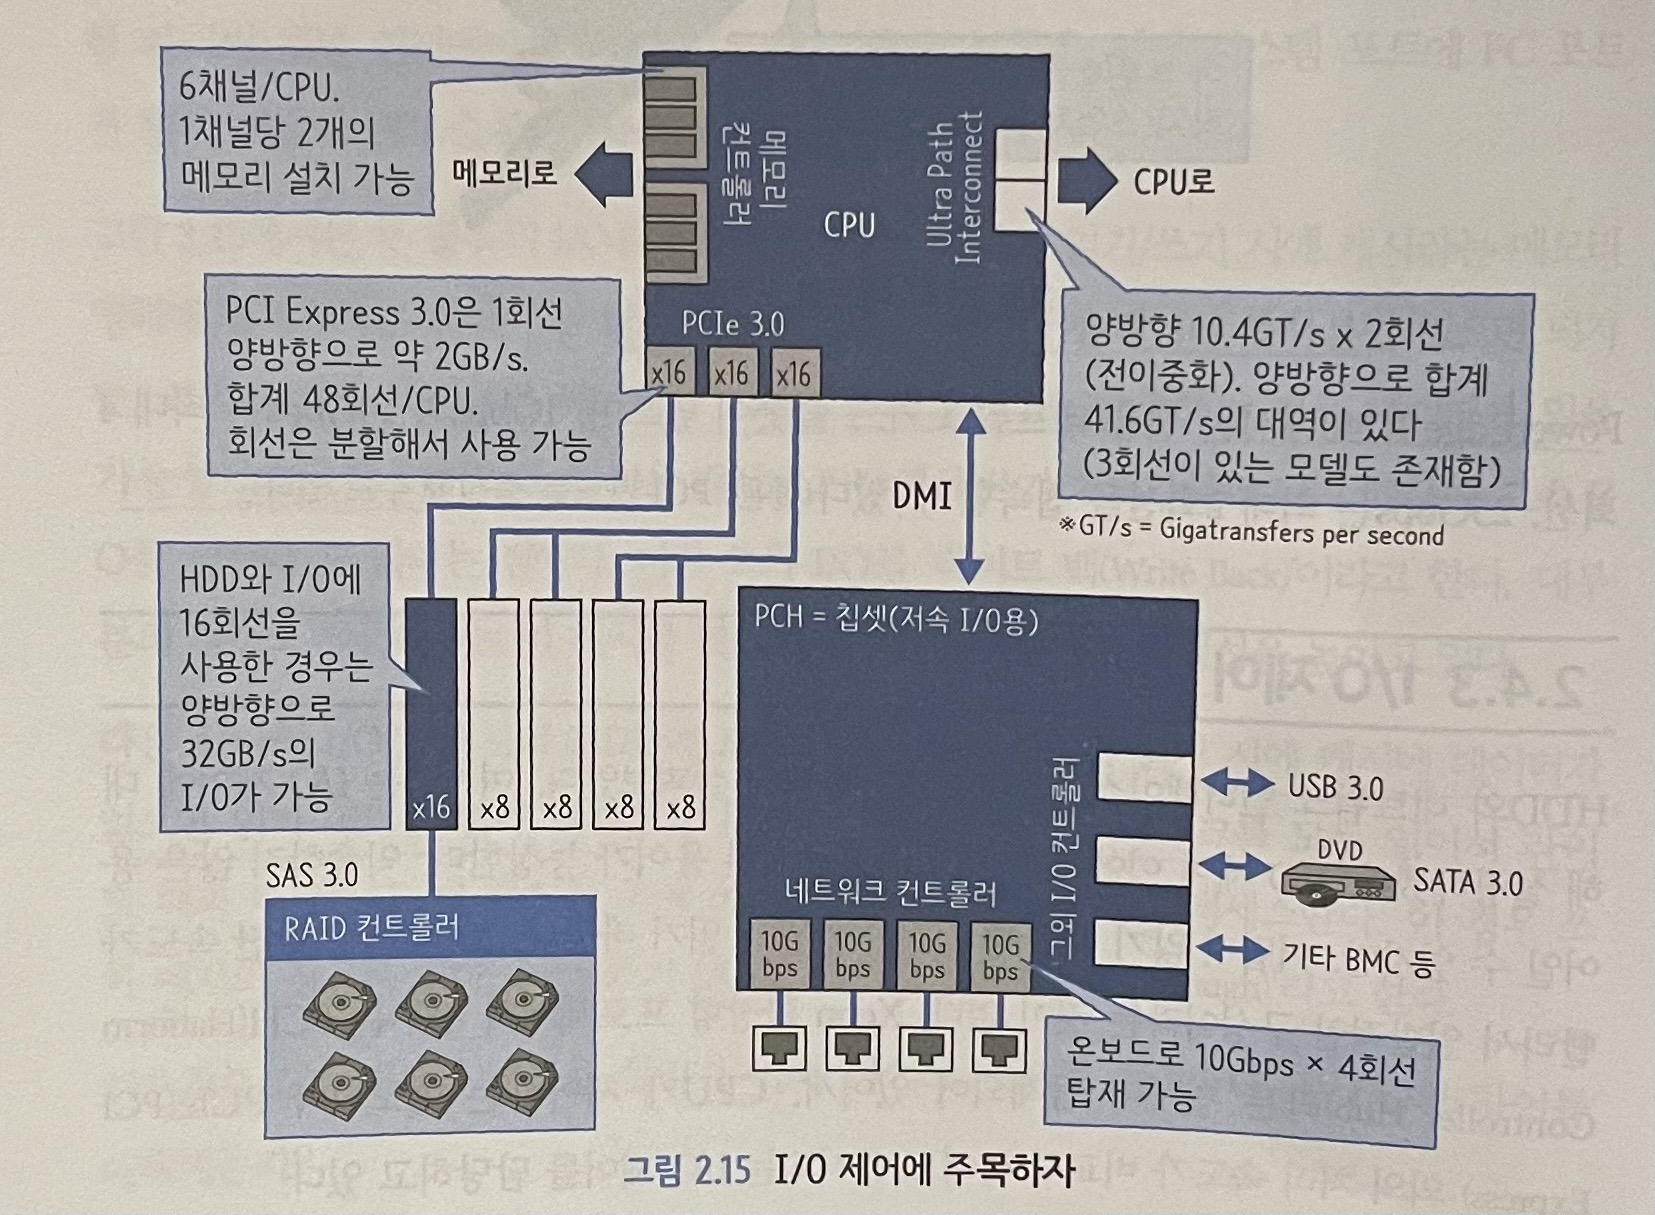 6채널/CPU.
1채널당 2개의
메모리 설치 가능
메모리로
메모리
컨트롤러
CPU
Ultra Path
Interconnect
CPU로
PCI Express 3.0은 1회선
양방향으로 약 2GB/s.
합계 48회선/CPU.
회선은 분할해서 사용 가능
PCIe 3.0
x16
x16
x16
양방향 10.4GT/s x 2회선
(전이중화). 양방향으로 합계
41.6GT/s의 대역이 있다
(3회선이 있는 모델도 존재함)
※GT/s = Gigatransfers per second
DMI
HDD와 I/O에
16회선을
사용한 경우는
양방향으로
32GB/s의
I/O가 가능
x16
x8
x8
x8
x8
SAS 3.0
RAID 컨트롤러
PCH = 칩셋(저속 I/O용)
그외 I/O 컨트롤러
USB 3.0
DVD
SATA 3.0
기타 BMC 등
네트워크 컨트롤러
10G
bps
10G
bps
10G
bps
10G
bps
온보드로 10Gbps × 4회선
탑재 가능
그림 2.15 I/O 제어에 주목하자
2.4.3 I/O 제어